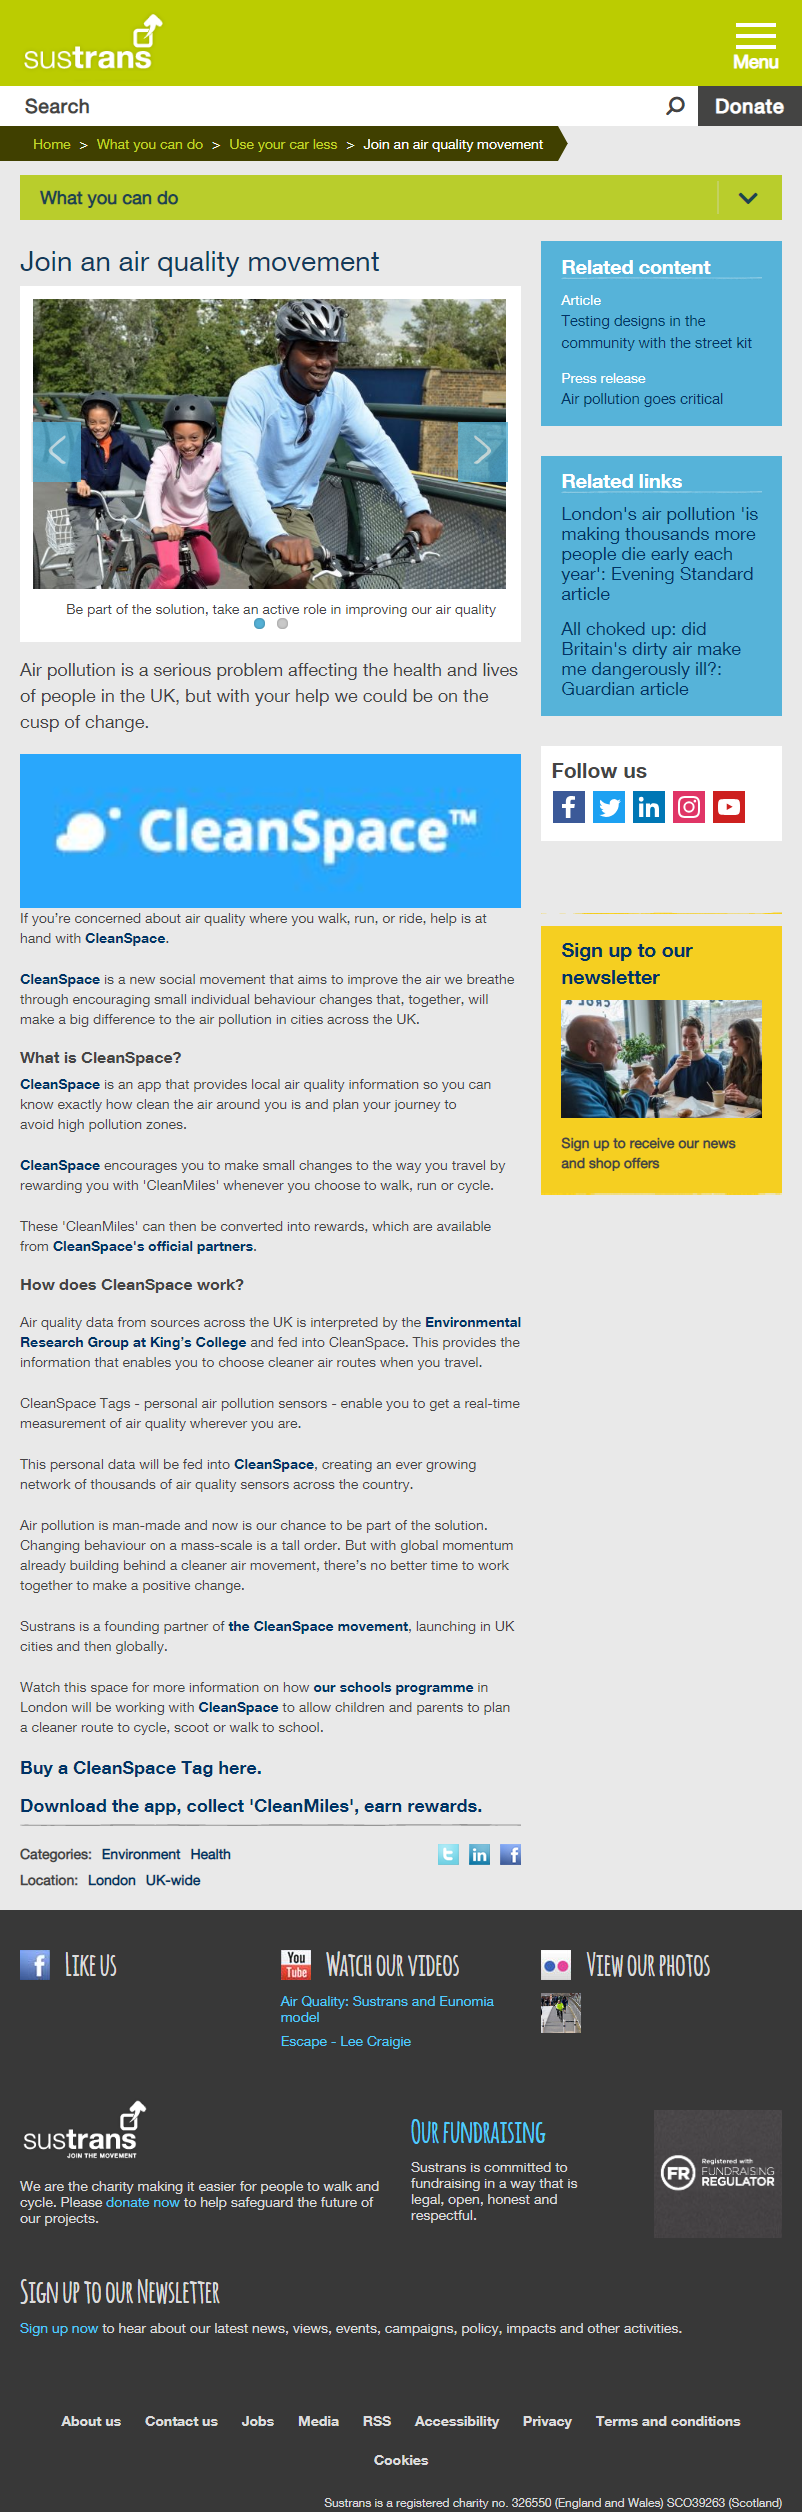 sustrans
Menu
Search
Donate
Home > What you can do > Use your car less > Join an air quality movement
What you can do
Join an air quality movement
Be part of the solution, take an active role in improving our air quality
Air pollution is a serious problem affecting the health and lives
of people in the UK, but with your help we could be on the
cusp of change.
CleanSpace™
If you're concerned about air quality where you walk, run, or ride, help is at
hand with CleanSpace.
CleanSpace is a new social movement that aims to improve the air we breathe
through encouraging small individual behaviour changes that, together, will
make a big difference to the air pollution in cities across the UK.
What is CleanSpace?
CleanSpace is an app that provides local air quality information so you can
know exactly how clean the air around you is and plan your journey to
avoid high pollution zones.
CleanSpace encourages you to make small changes to the way you travel by
rewarding you with 'CleanMiles' whenever you choose to walk, run or cycle.
These 'CleanMiles' can then be converted into rewards, which are available
from CleanSpace's official partners.
How does CleanSpace work?
Air quality data from sources across the UK is interpreted by the Environmental
Research Group at King's College and fed into CleanSpace. This provides the
information that enables you to choose cleaner air routes when you travel.
CleanSpace Tags - personal air pollution sensors - enable you to get a real-time
measurement of air quality wherever you are.
This personal data will be fed into CleanSpace, creating an ever growing
network of thousands of air quality sensors across the country.
Air pollution is man-made and now is our chance to be part of the solution.
Changing behaviour on a mass-scale is a tall order. But with global momentum
already building behind a cleaner air movement, there's no better time to work
together to make a positive change.
Sustrans is a founding partner of the CleanSpace movement, launching in UK
cities and then globally.
Watch this space for more information on how our schools programme in
London will be working with CleanSpace to allow children and parents to plan
a cleaner route to cycle, scoot or walk to school.
Buy a CleanSpace Tag here.
Download the app, collect 'CleanMiles', earn rewards.
Categories: Environment Health
Location: London UK-wide
Related content
Article
Testing designs in the
community with the street kit
Press release
Air pollution goes critical
Related links
London's air pollution 'is
making thousands more
people die early each
year': Evening Standard
article
All choked up: did
Britain's dirty air make
me dangerously ill?:
Guardian article
Follow us
Sign up to our
newsletter
Sign up to receive our news
and shop offers
Like us
You
Tube
Watch our videos
Air Quality: Sustrans and Eunomia
model
Escape - Lee Craigie
View our photos
sustrans
JOIN THE MOVEMENT
We are the charity making it easier for people to walk and
cycle. Please donate now to help safeguard the future of
our projects.
Our fundraising
Sustrans is committed to
fundraising in a way that is
legal, open, honest and
respectful.
FR
Registered with
FUNDRAISING
REGULATOR
Sign up to our Newsletter
Sign up now to hear about our latest news, views, events, campaigns, policy, impacts and other activities.
About us Contact us Jobs Media RSS Accessibility Privacy Terms and conditions
Cookies
Sustrans is a registered charity no. 326550 (England and Wales) SCO39263 (Scotland)